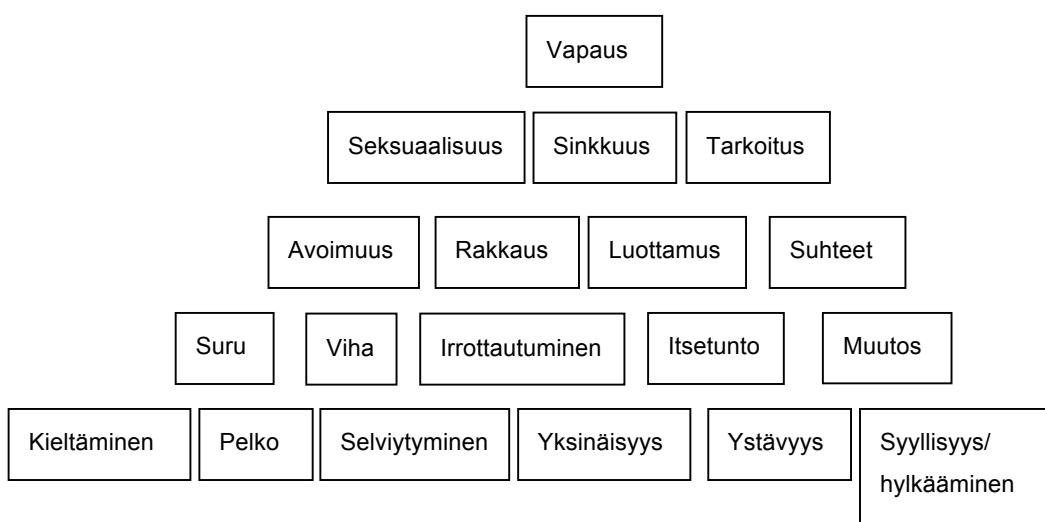 Vapaus
Seksuaalisuus Sinkkuus Tarkoitus
Avoimuus Rakkaus Luottamus Suhteet
Suru Viha Irrottautuminen Itsetunto Muutos
Kieltäminen Pelko Selviytyminen Yksinäisyys Ystävyys Syyllisyys/
hylkääminen